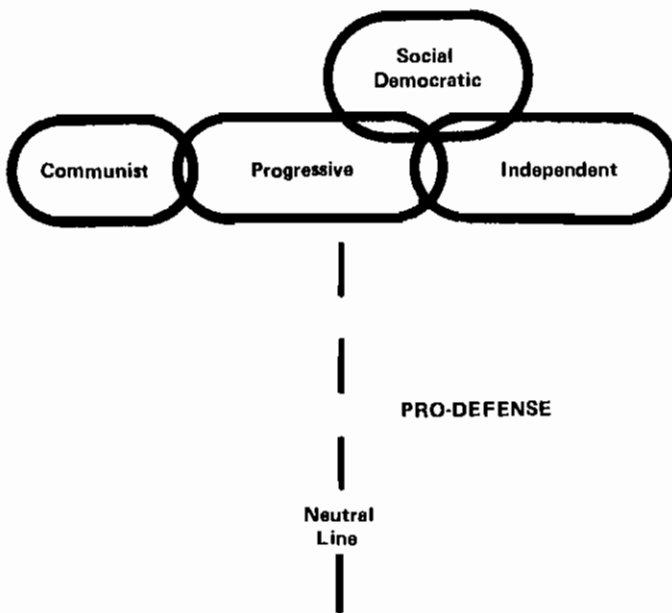 Social
Democratic
Communist
Progressive
Independent
PRO-DEFENSE
Neutral
Line